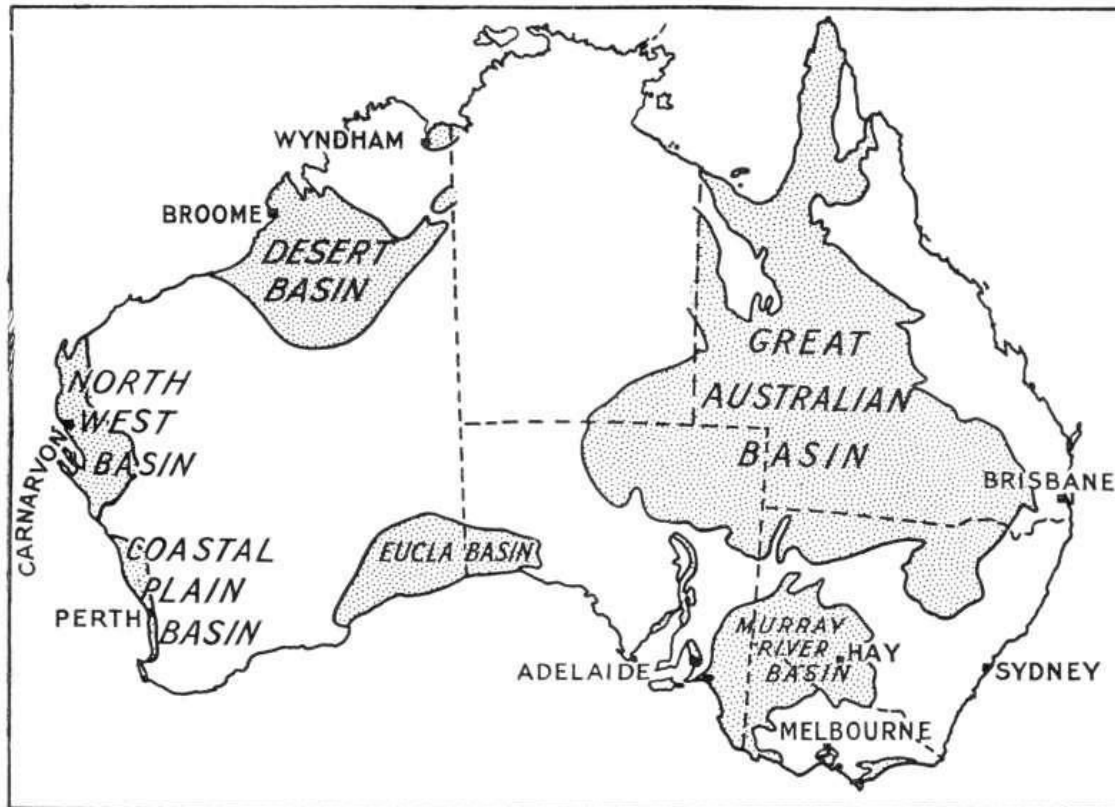 WYNDHAM
BROOME
DESERT
BASIN
GREAT
AUSTRALIAN
BASIN
NORTH
WEST
BASIN
CARNARVON
BRISBANE
COASTAL
PLAIN
BASIN
EUCLA BASIN
PERTH
MURRAY
RIVER
BASIN
HAY
ADELAIDE
SYDNEY
MELBOURNE